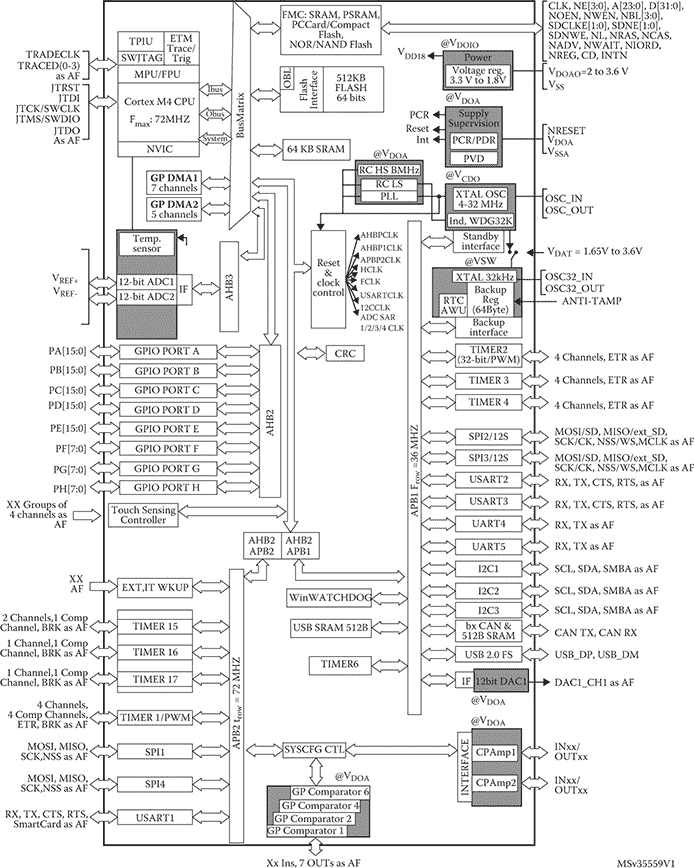 TRADECLK
TRACED(0-3)
as AF
JTRST
JTDI
JTCK/SWCLK
JTMS/SWDIO
JTDO
As AF
TPIU
ETM
Trace/
Trig
SWJTAG
MPU/FPU
Cortex M4 CPU
Fmax: 72MHZ
NVIC
Ibus
Obus
system
BusMatrix
GP DMA1
7 channels
GP DMA2
5 channels
FMC: SRAM, PSRAM,
PCCard/Compact
Flash,
NOR/NAND Flash
OBL
Flash
Interface
512KB
FLASH
64 bits
64 KB SRAM
CLK, NE[3:0], A[23:0], D[31:0]
NOEN, NWEN, NBL[3:0],
SDCLKE[1:0), SDNE[1:0),
SDNWE, NL, NRAS, NCAS,
NADV, NWAIT, NIORD,
NREG, CD, INTN
@VDOIO
VDD18
Power
Voltage reg.
3.3 V to 1.8V
VDOAO=2 to 3.6 V
VSS
@VDOA
PCR
Reset
Int
Supply
Supervision
PCR/PDR
PVD
NRESET
VDOA
VSSA
@VDOA
RC HS BMHz
RC LS
PLL
@VCDO
XTAL OSC
4-32 MHz
Ind, WDG32K
OSC_IN
OSC_OUT
Standby
interface
VDAT = 1.65V to 3.6V
@VSW
XTAL 32kHz
RTC
AWU
Backup
Reg
(64Byte)
Backup
interface
OSC32_IN
OSC32_OUT
ANTI-TAMP
Temp.
sensor
VREF+
VREF-
12-bit ADC1
12-bit ADC2
IF
AHB3
Reset
& clock
control
AHBPCLK
AHBP1CLK
APBP2CLK
HCLK
FCLK
USARTCLK
12CCLK
ADC SAR
1/2/3/4 CLK
CRC
PA[15:0]
GPIO PORT A
PB[15:0]
GPIO PORT B
PC[15:0]
GPIO PORT C
PD[15:0]
GPIO PORT D
PE[15:0]
GPIO PORT E
PF[7:0]
GPIO PORT F
PG[7:0]
GPIO PORT G
PH[7:0]
GPIO PORT H
AHB2
XX Groups of
4 channels as
AF
Touch Sensing
Controller
AHB2
APB2
AHB2
APB1
APB1 Frow=36 MHZ
TIMER2
(32-bit/PWM)
4 Channels, ETR as AF
TIMER 3
4 Channels, ETR as AF
TIMER 4
4 Channels, ETR as AF
SPI2/12S
MOSI/SD, MISO/ext_SD,
SCK/CK, NSS/WS,MCLK as AF
SPI3/12S
MOSI/SD, MISO/ext_SD,
SCK/CK, NSS/WS,MCLK as AF
USART2
RX, TX, CTS, RTS, as AF
USART3
RX, TX, CTS, RTS, as AF
UART4
RX, TX as AF
UART5
RX, TX as AF
I2C1
SCL, SDA, SMBA as AF
I2C2
SCL, SDA, SMBA as AF
I2C3
SCL, SDA, SMBA as AF
bx CAN &
512B SRAM
CAN TX, CAN RX
USB 2.0 FS
USB_DP, USB_DM
IF
12bit DAC1
DAC1_CH1 as AF
@VDOA
XX
AF
EXT,IT WKUP
2 Channels,1 Comp
Channel, BRK as AF
TIMER 15
1 Channel,1 Comp
Channel, BRK as AF
TIMER 16
1 Channel,1 Comp
Channel, BRK as AF
TIMER 17
4 Channels,
4 Comp Channels,
ETR, BRK as AF
TIMER 1/PWM
MOSI, MISO,
SCK,NSS as AF
SPI1
MOSI, MISO,
SCK,NSS as AF
SPI4
RX, TX, CTS, RTS,
SmartCard as AF
USART1
APB2 trow = 72 MHZ
WinWATCHDOG
USB SRAM 512B
TIMER6
SYSCFG CTL
@VDOA
GP Comparator 6
GP Comparator 4
GP Comparator 2
GP Comparator 1
Xx Ins, 7 OUTs as AF
@VDOA
INTERFACE
CPAmp1
CPAmp2
INxx/
OUTxx
INxx/
OUTxx
MSv35559V1